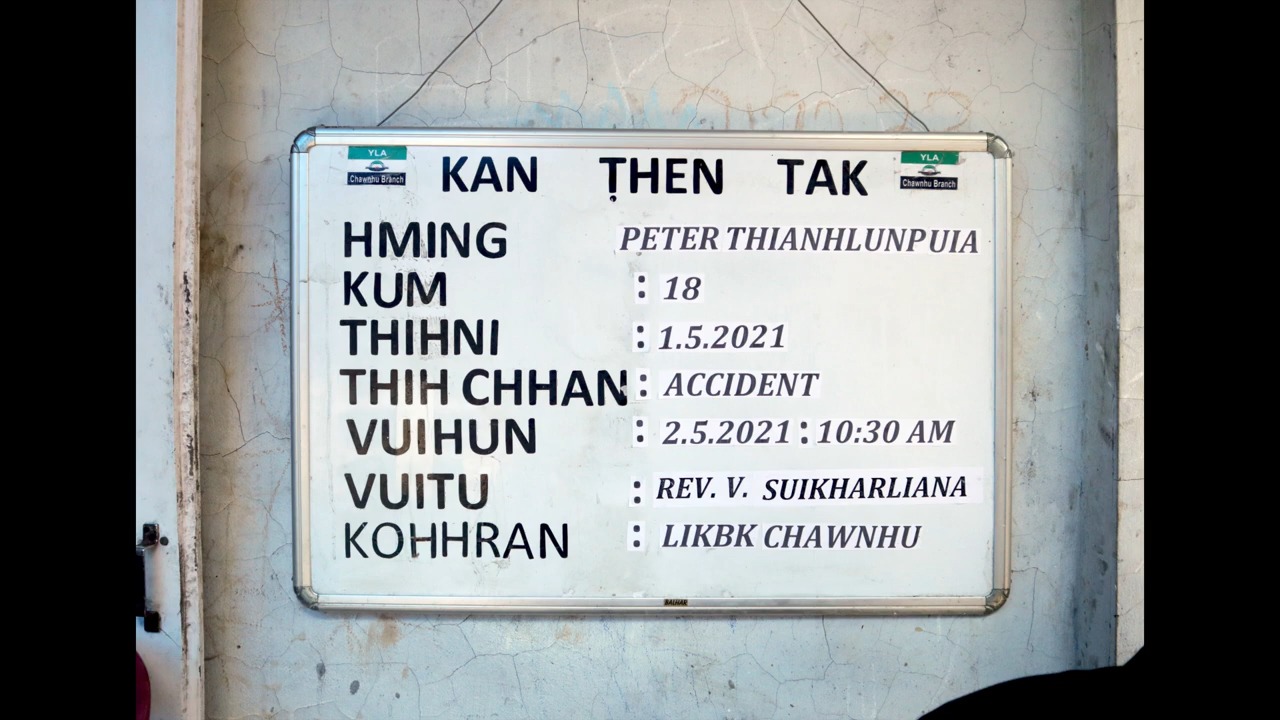 YLA
Chawnhu Branch
KAN ṬHEN TAK
YLA
Chawnhu Branch
HMING PETER THIANHLUNPUIA
KUM : 18
THIHNI : 1.5.2021
THIH CHHAN : ACCIDENT
VUIHUN : 2.5.2021 : 10:30 AM
VUITU : REV. V. SUIKHARLIANA
KOHHRAN : LIKBK CHAWNHU